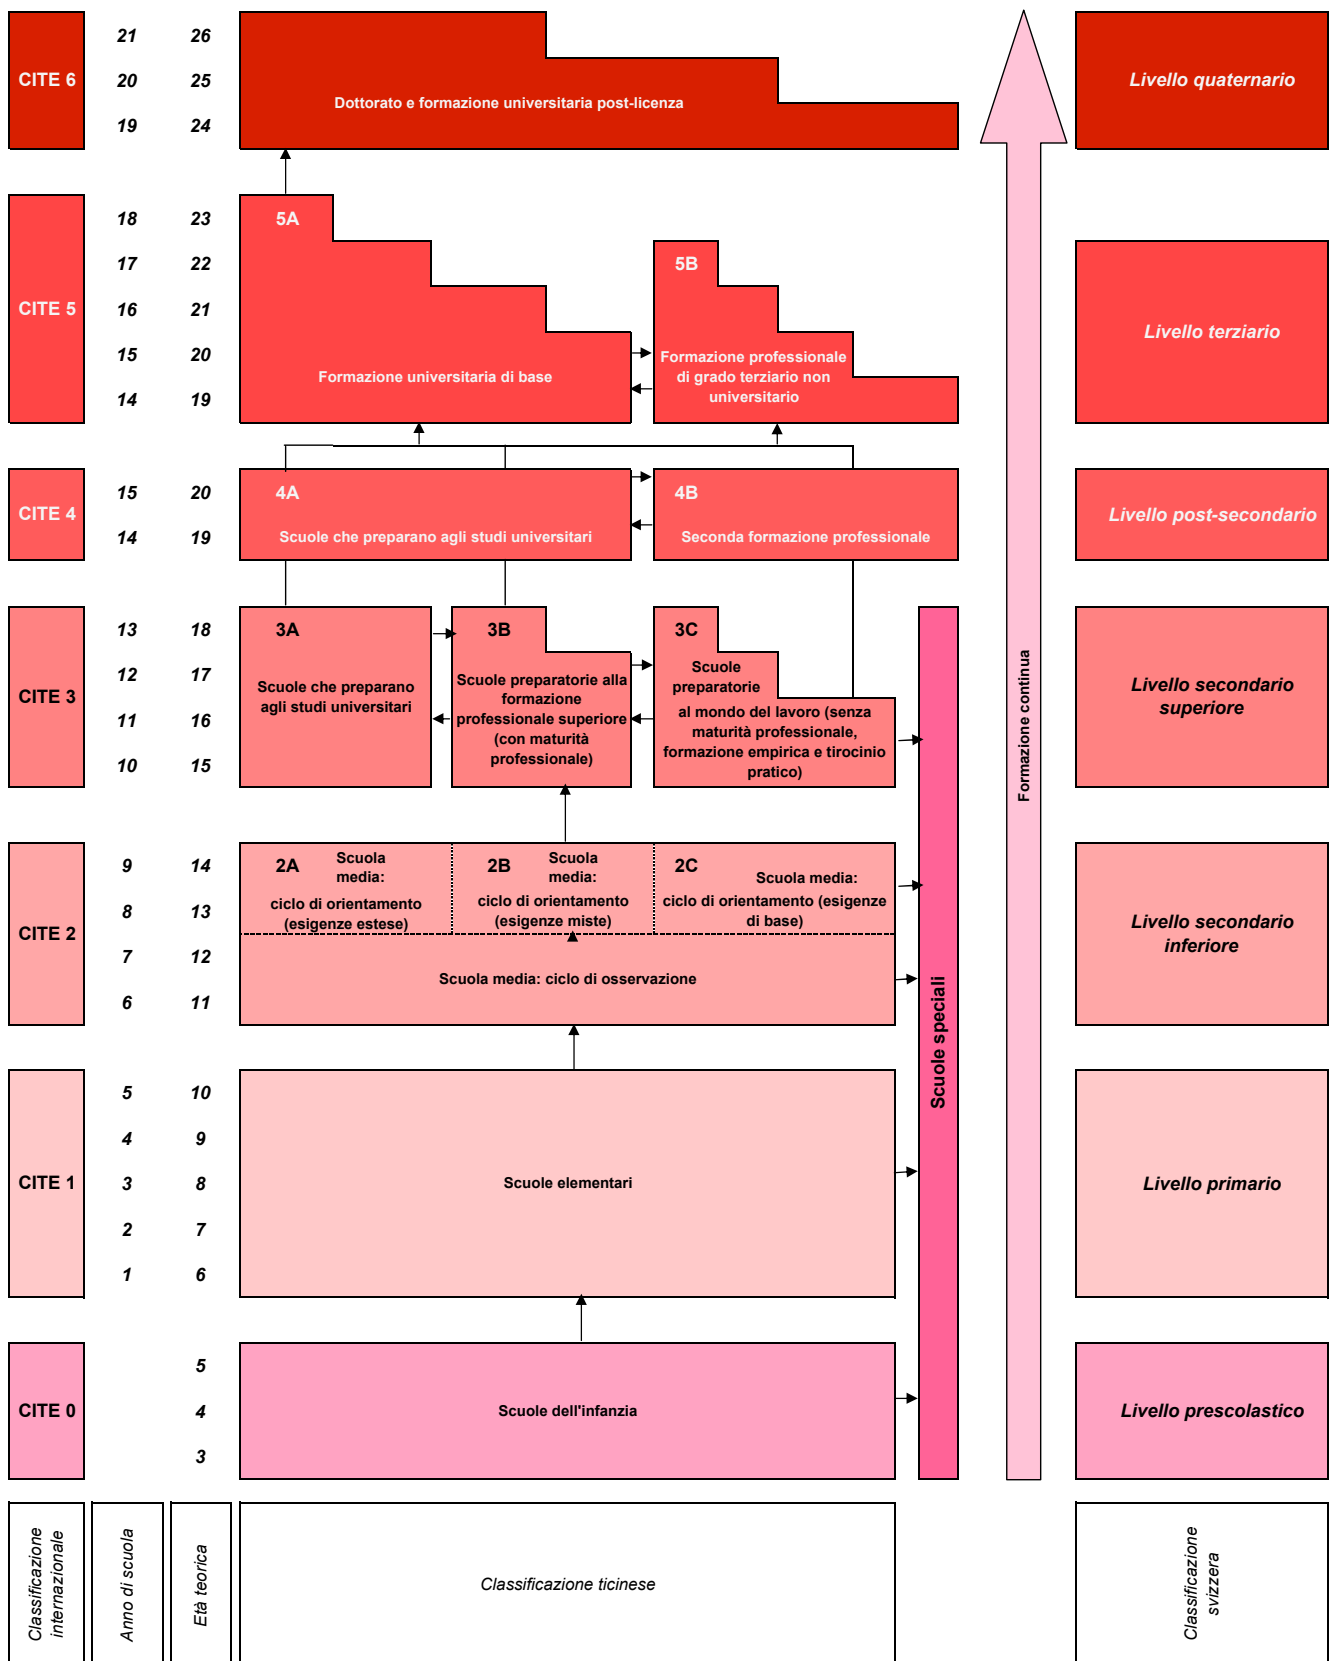 21 26
CITE 6 20 25 Livello quaternario
Dottorato e formazione universitaria post-licenza
19 24
18 23 5A
17 22 5B
CITE 5 16 21
Livello terziario
15 20
Formazione universitaria di base
Formazione professionale
di grado terziario non
universitario
14 19
CITE 4
15 20 4A 4B
Livello post-secondario
14 19 Scuole che preparano agli studi universitari Seconda formazione professionale
13 18 3A 3B 3C
CITE 3
12 17
11 16
10 15
Scuole che preparano
agli studi universitari
Scuole preparatorie alla
formazione
professionale superiore
(con maturità
professionale)
Scuole
preparatorie
al mondo del lavoro (senza
maturità professionale,
formazione empirica e tirocinio
pratico)
Livello secondario
superiore
Formazione continua
CITE 2
9 14
8 13
7 12
6 11
2A Scuola
media:
ciclo di orientamento
(esigenze estese)
2B Scuola
media:
ciclo di orientamento
(esigenze miste)
2C Scuola media:
ciclo di orientamento (esigenze
di base)
Scuola media: ciclo di osservazione
Livello secondario
inferiore
Scuole speciali
CITE 1
5 10
4 9
3 8
2 7
1 6
Scuole elementari
Livello primario
CITE 0
5
4
3
Scuole dell'infanzia
Livello prescolastico
Classificazione
internazionale
Anno di scuola
Età teorica
Classificazione ticinese
Classificazione
svizzera